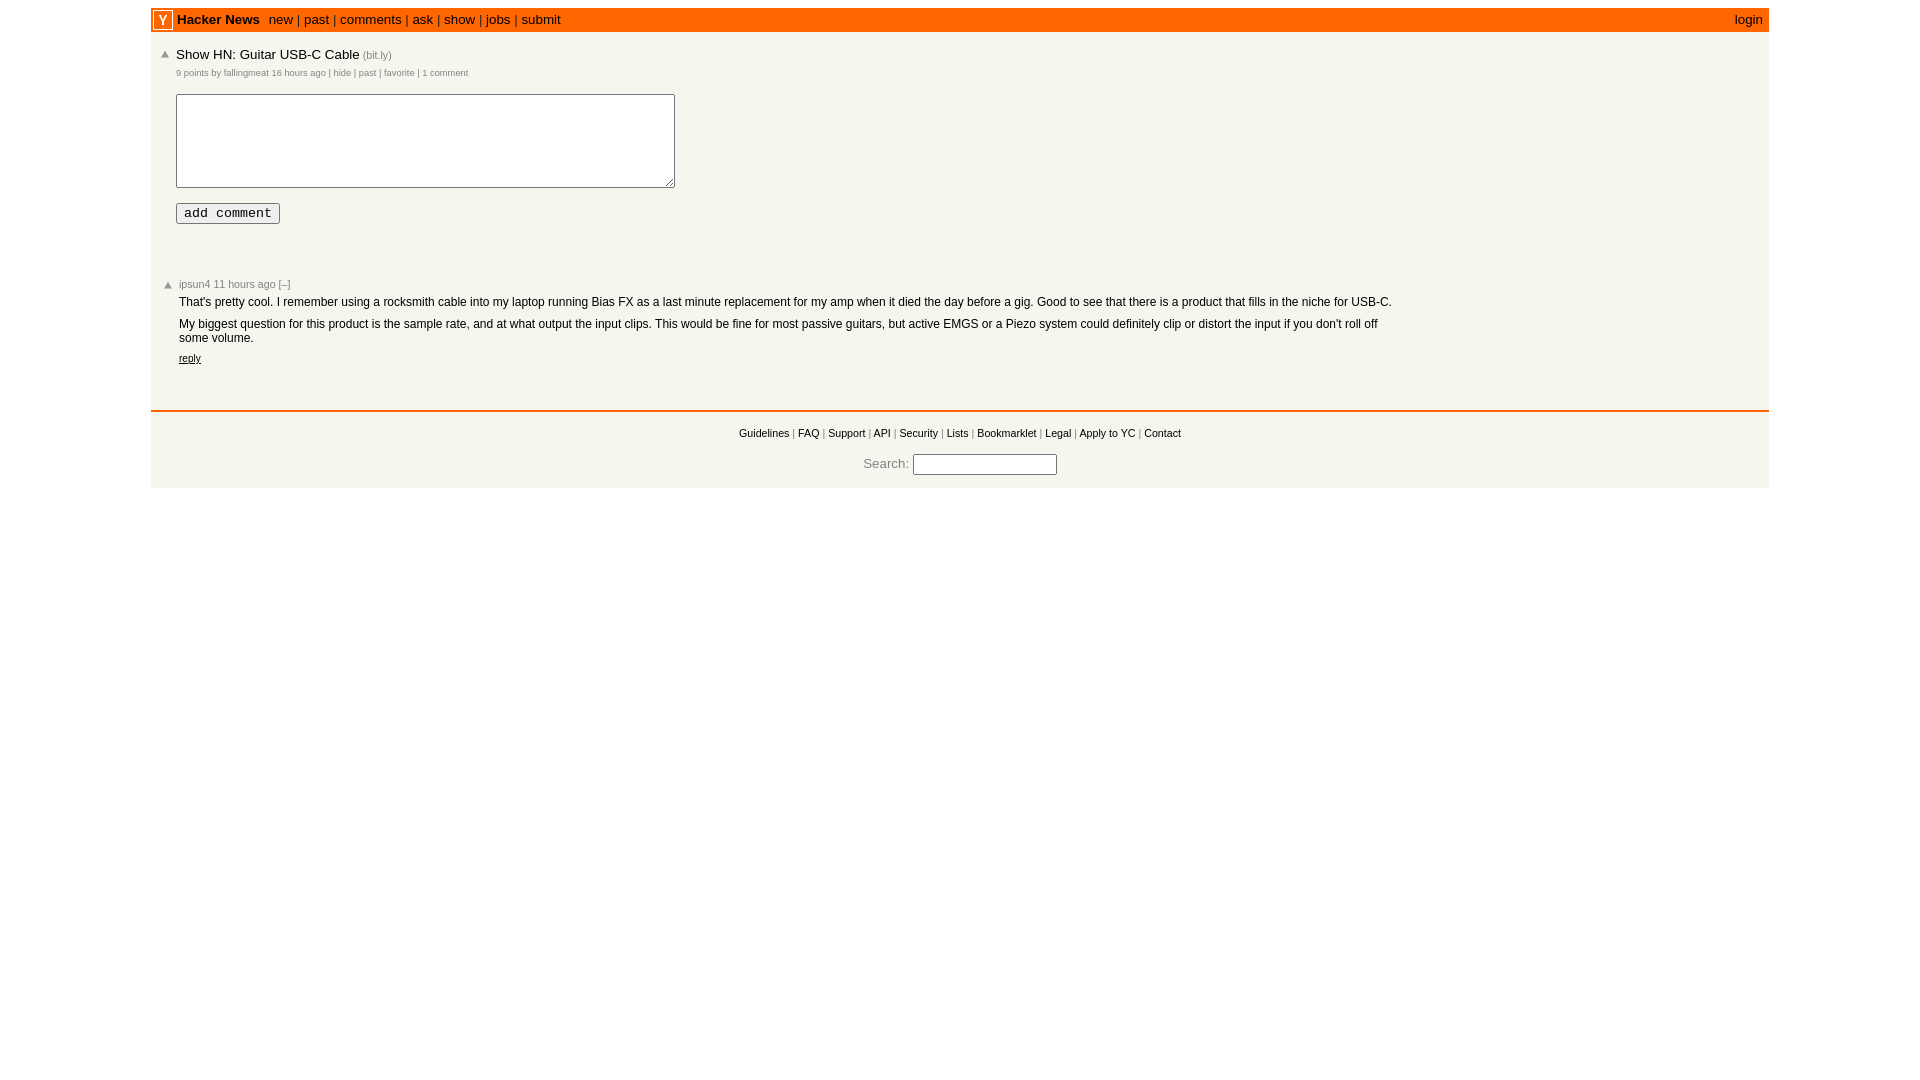 Y Hacker News new | past | comments | ask | show | jobs | submit login
Show HN: Guitar USB-C Cable (bit.ly)
9 points by fallingmeat 16 hours ago | hide | past | favorite | 1 comment
add comment
ipsun4 11 hours ago [–]
That's pretty cool. I remember using a rocksmith cable into my laptop running Bias FX as a last minute replacement for my amp when it died the day before a gig. Good to see that there is a product that fills in the niche for USB-C.
My biggest question for this product is the sample rate, and at what output the input clips. This would be fine for most passive guitars, but active EMGS or a Piezo system could definitely clip or distort the input if you don't roll off
some volume.
reply
Guidelines | FAQ | Support | API | Security | Lists | Bookmarklet | Legal | Apply to YC | Contact
Search: